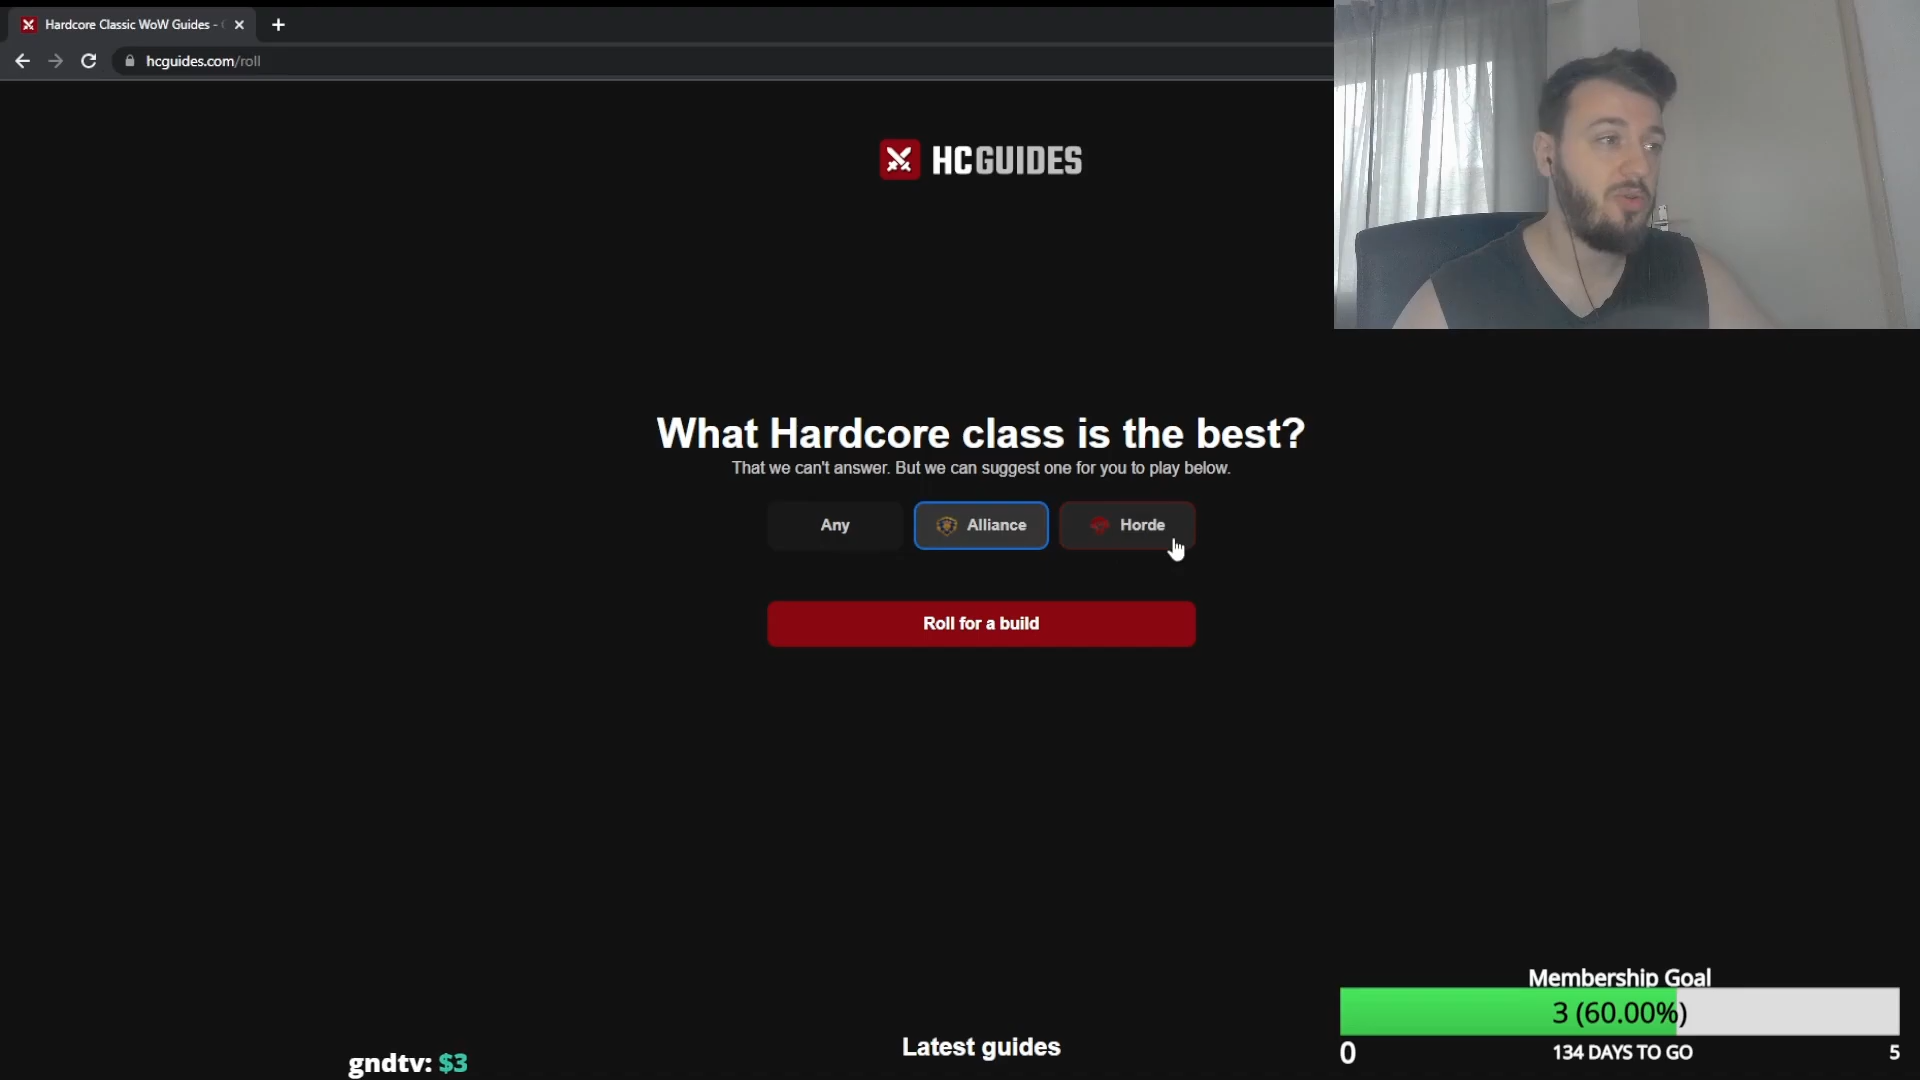 Hardcore Classic WoW Guides -
hcguides.com/roll
HCGUIDES
What Hardcore class is the best?
That we can't answer. But we can suggest one for you to play below.
Any
Alliance
Horde
Roll for a build
Membership Goal
3 (60.00%)
0
134 DAYS TO GO
5
Latest guides
gndtv: $3